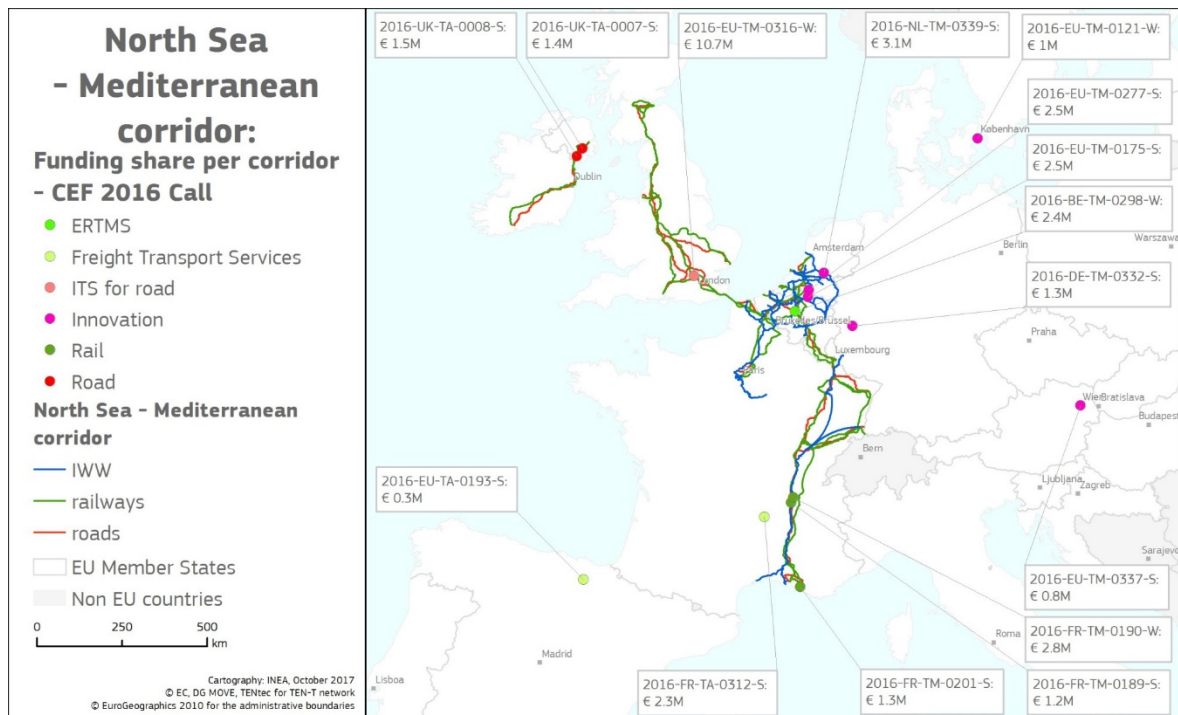 North Sea
- Mediterranean
corridor:
Funding share per corridor
- CEF 2016 Call
ERTMS
Freight Transport Services
ITS for road
Innovation
Rail
Road
North Sea - Mediterranean
corridor
IWW
railways
roads
EU Member States
Non EU countries
0 250 500
km
Cartography: INEA, October 2017
© EC, DG MOVE, TENtec for TEN-T network
© EuroGeographics 2010 for the administrative boundaries
2016-UK-TA-0008-S:
€ 1.5M
2016-UK-TA-0007-S:
€ 1.4M
2016-EU-TM-0316-W:
€ 10.7M
2016-NL-TM-0339-S:
€ 3.1M
2016-EU-TM-0121-W:
€ 1M
2016-EU-TM-0277-S:
€ 2.5M
2016-EU-TM-0175-S:
€ 2.5M
2016-BE-TM-0298-W:
€ 2.4M
2016-DE-TM-0332-S:
€ 1.3M
2016-EU-TA-0193-S:
€ 0.3M
2016-EU-TM-0337-S:
€ 0.8M
2016-FR-TM-0190-W:
€ 2.8M
2016-FR-TA-0312-S:
€ 2.3M
2016-FR-TM-0201-S:
€ 1.3M
2016-FR-TM-0189-S:
€ 1.2M
København
Dublin
Amsterdam
Berlin
Warszawa
London
Bruxelles/Brussel
Luxembourg
Praha
Paris
Wien
Bratislava
Budapest
Bern
Ljubljana
Zagreb
Sarajevo
Roma
Madrid
Lisboa